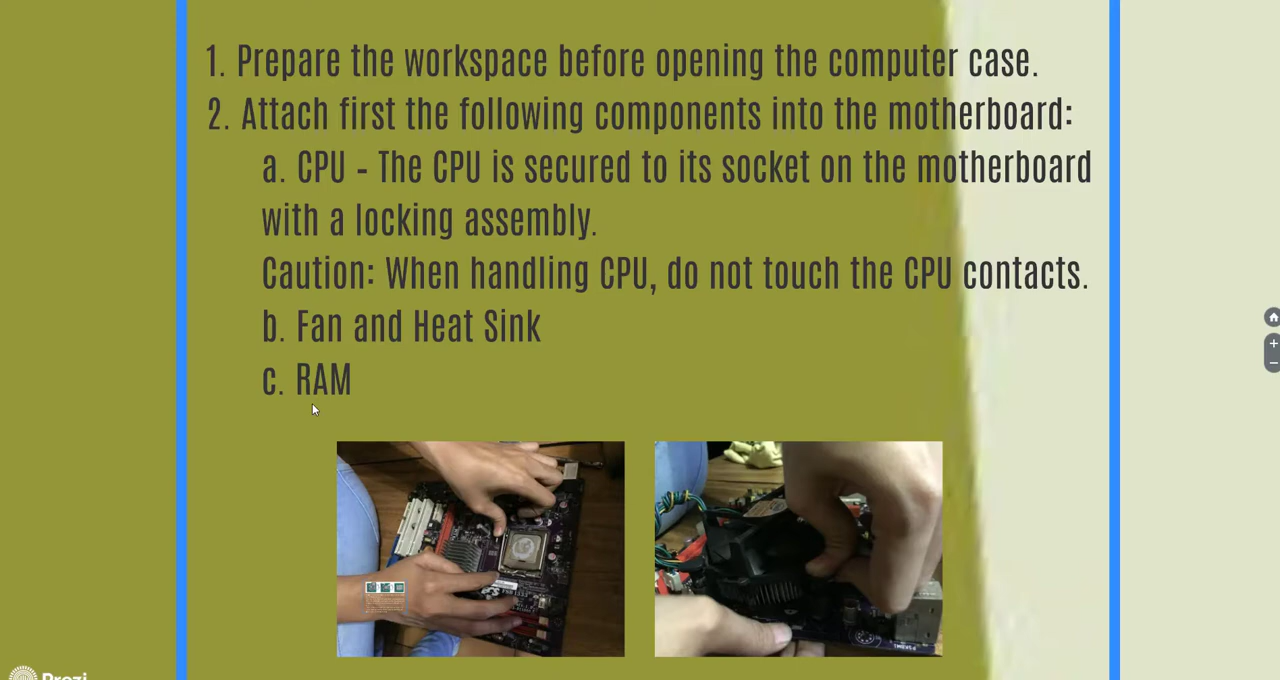 1. Prepare the workspace before opening the computer case.
2. Attach first the following components into the motherboard:
a. CPU - The CPU is secured to its socket on the motherboard
with a locking assembly.
Caution: When handling CPU, do not touch the CPU contacts.
b. Fan and Heat Sink
c. RAM
Prezi